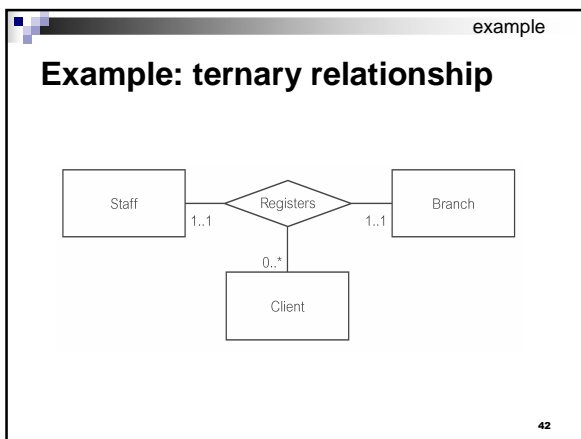 example
Example: ternary relationship
Staff
Registers
Branch
1..1
1..1
0..*
Client
42